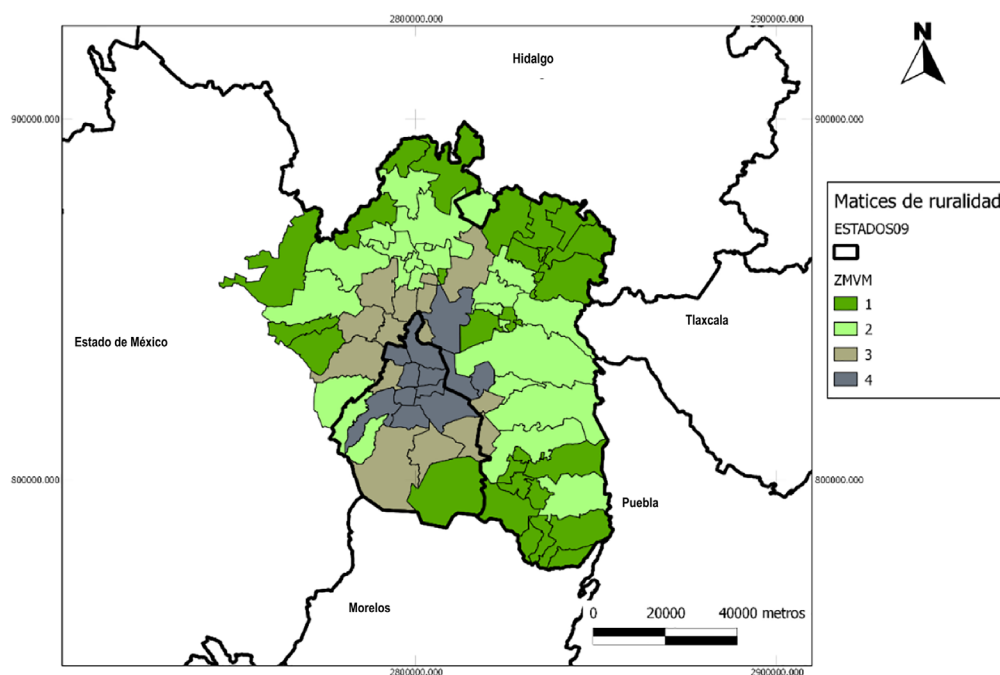 2800000.000
2900000.000
N
Hidalgo
900000.000
900000.000
Matices de ruralidad
ESTADOS09
ZMVM
1
2
3
4
Tlaxcala
Estado de México
800000.000
800000.000
Puebla
Morelos
0 20000 40000 metros
2800000.000
2900000.000